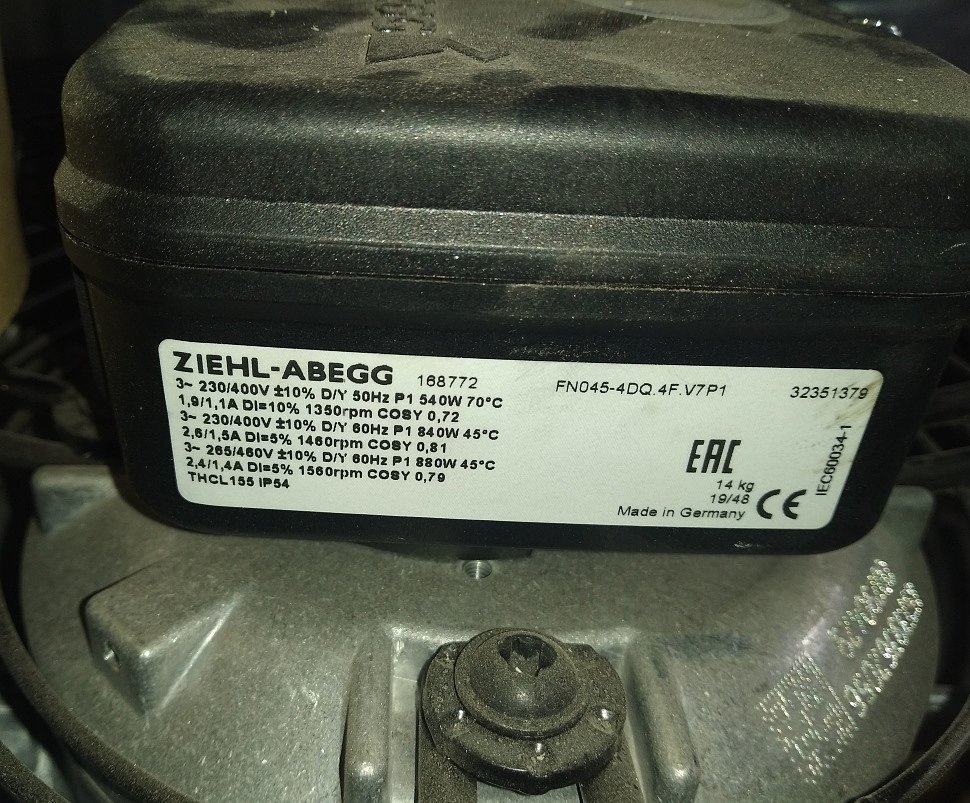 ZIEHL-ABEGG 168772 FN045-4DQ.4F.V7P1 32351379
3~ 230/400V ±10% D/Y 50Hz P1 540W 70°C
1,9/1,1A DI=10% 1350rpm COSY 0,72
3~ 230/400V ±10% D/Y 60Hz P1 840W 45°C
2,6/1,5A DI=5% 1460rpm COSY 0,81
3~ 265/460V ±10% D/Y 60Hz P1 880W 45°C
2,4/1,4A DI=5% 1560rpm COSY 0,79
THCL155 IP54
EAC
14 kg
19/48
Made in Germany
CE
IEC60034-1